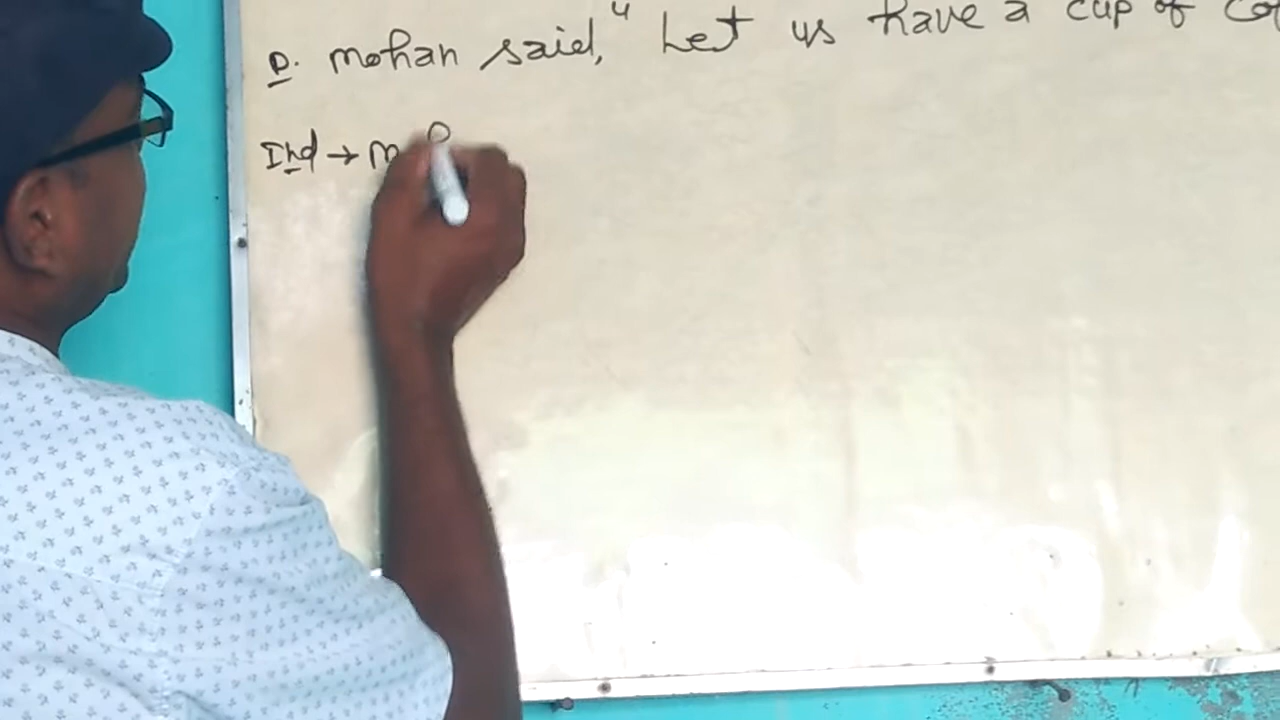 D. Mohan said, "Let us have a cup of
Ind →